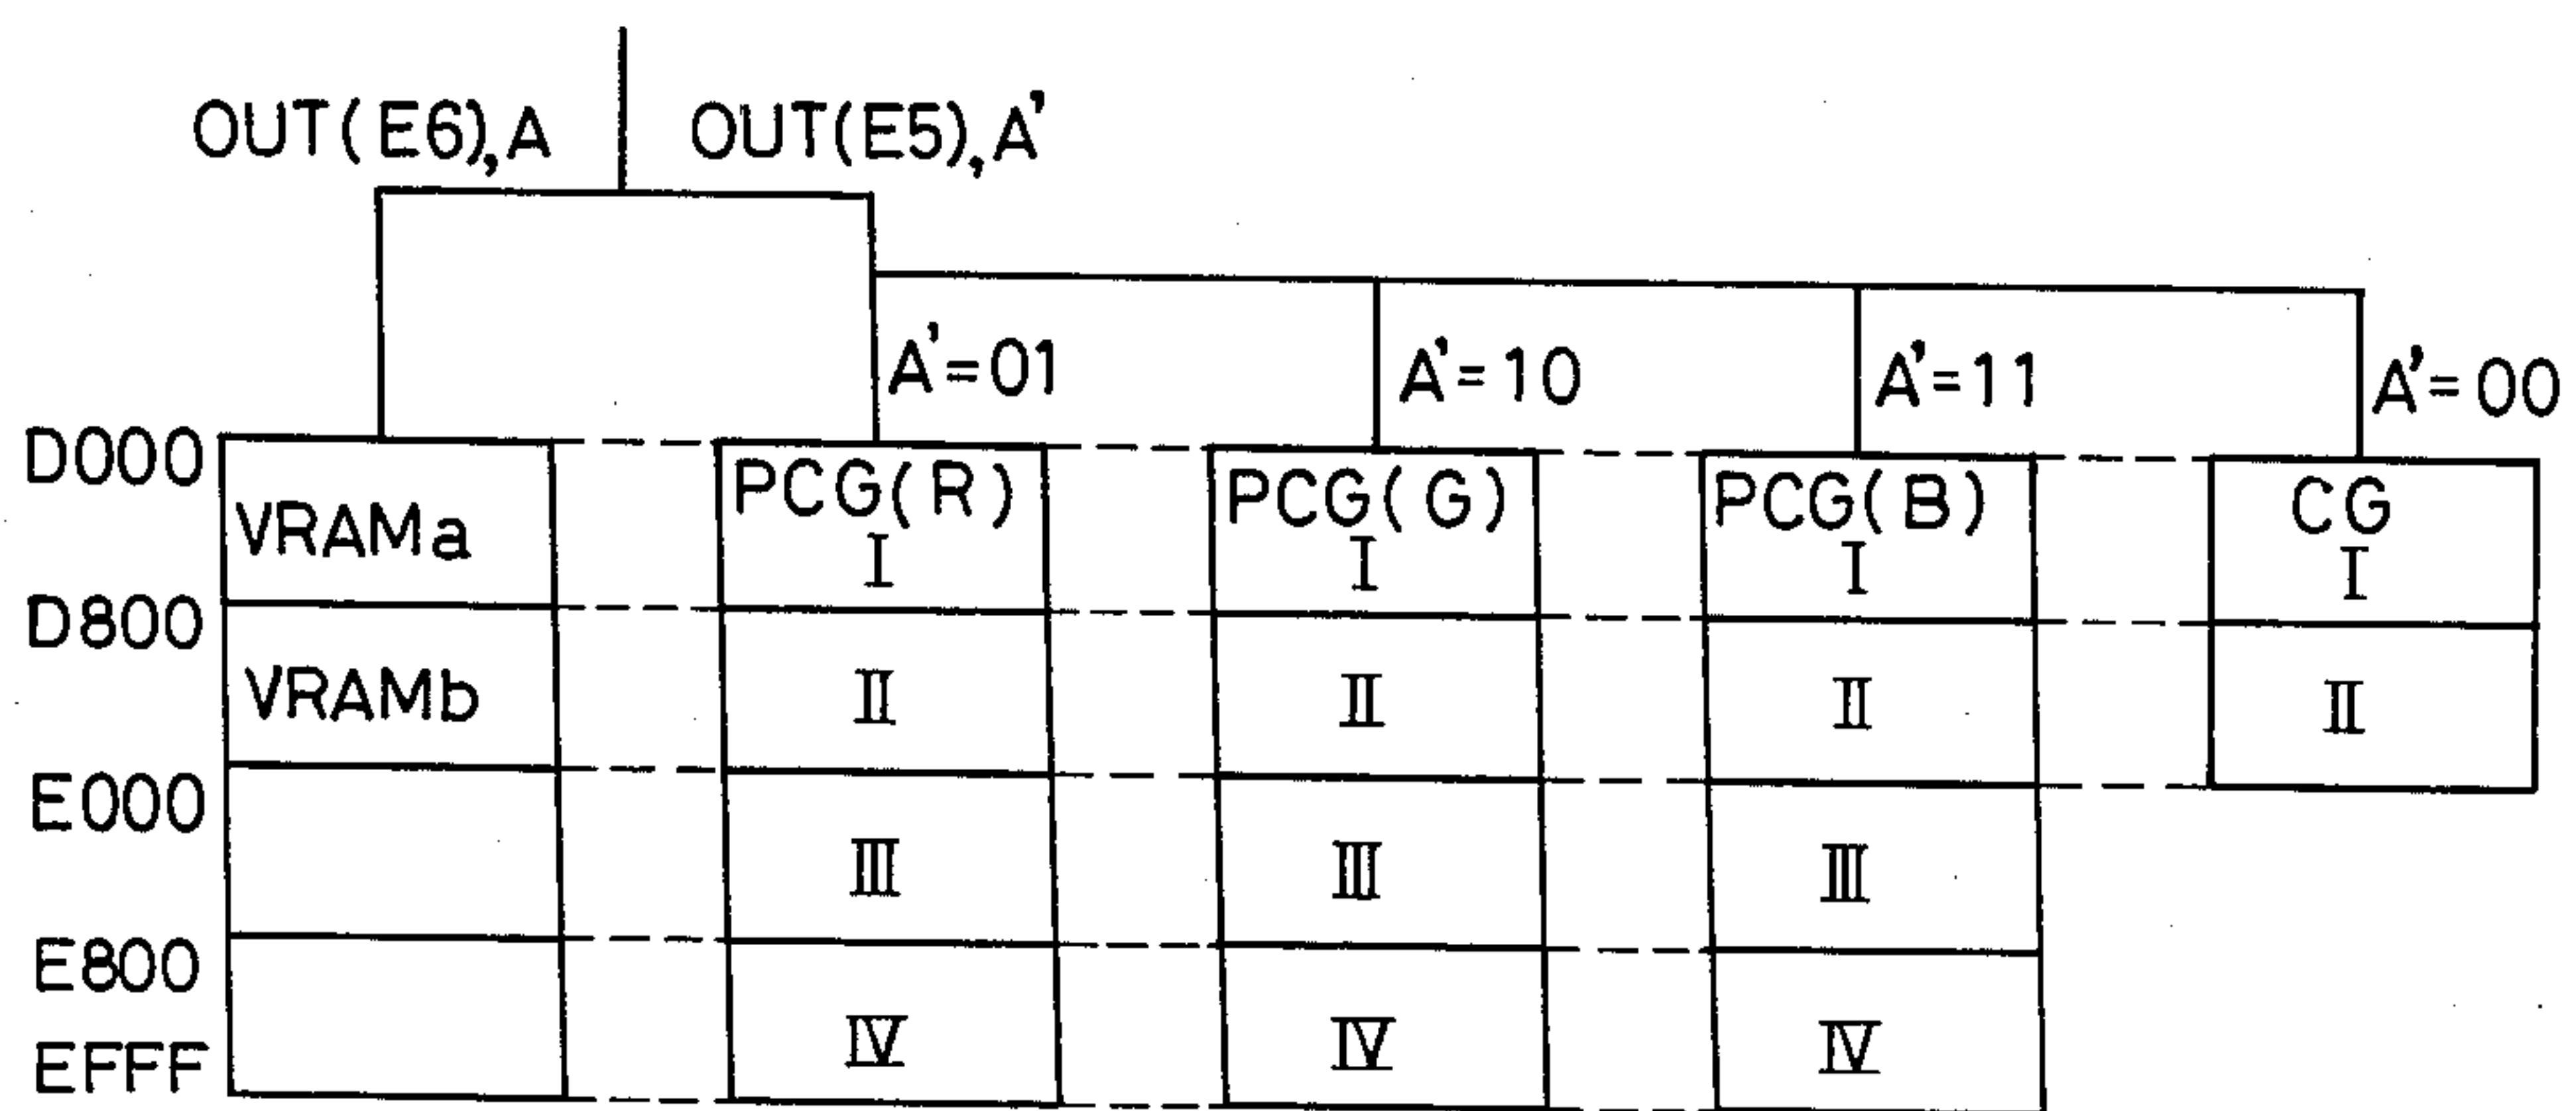 OUT(E6),A OUT(E5),A'
A'=01 A'=10 A'=11 A'=00
D000
VRAMa PCG(R) PCG(G) PCG(B) CG
I I I I
D800
VRAMb II II II II
E000
III III III
E800
IV IV IV
EFFF